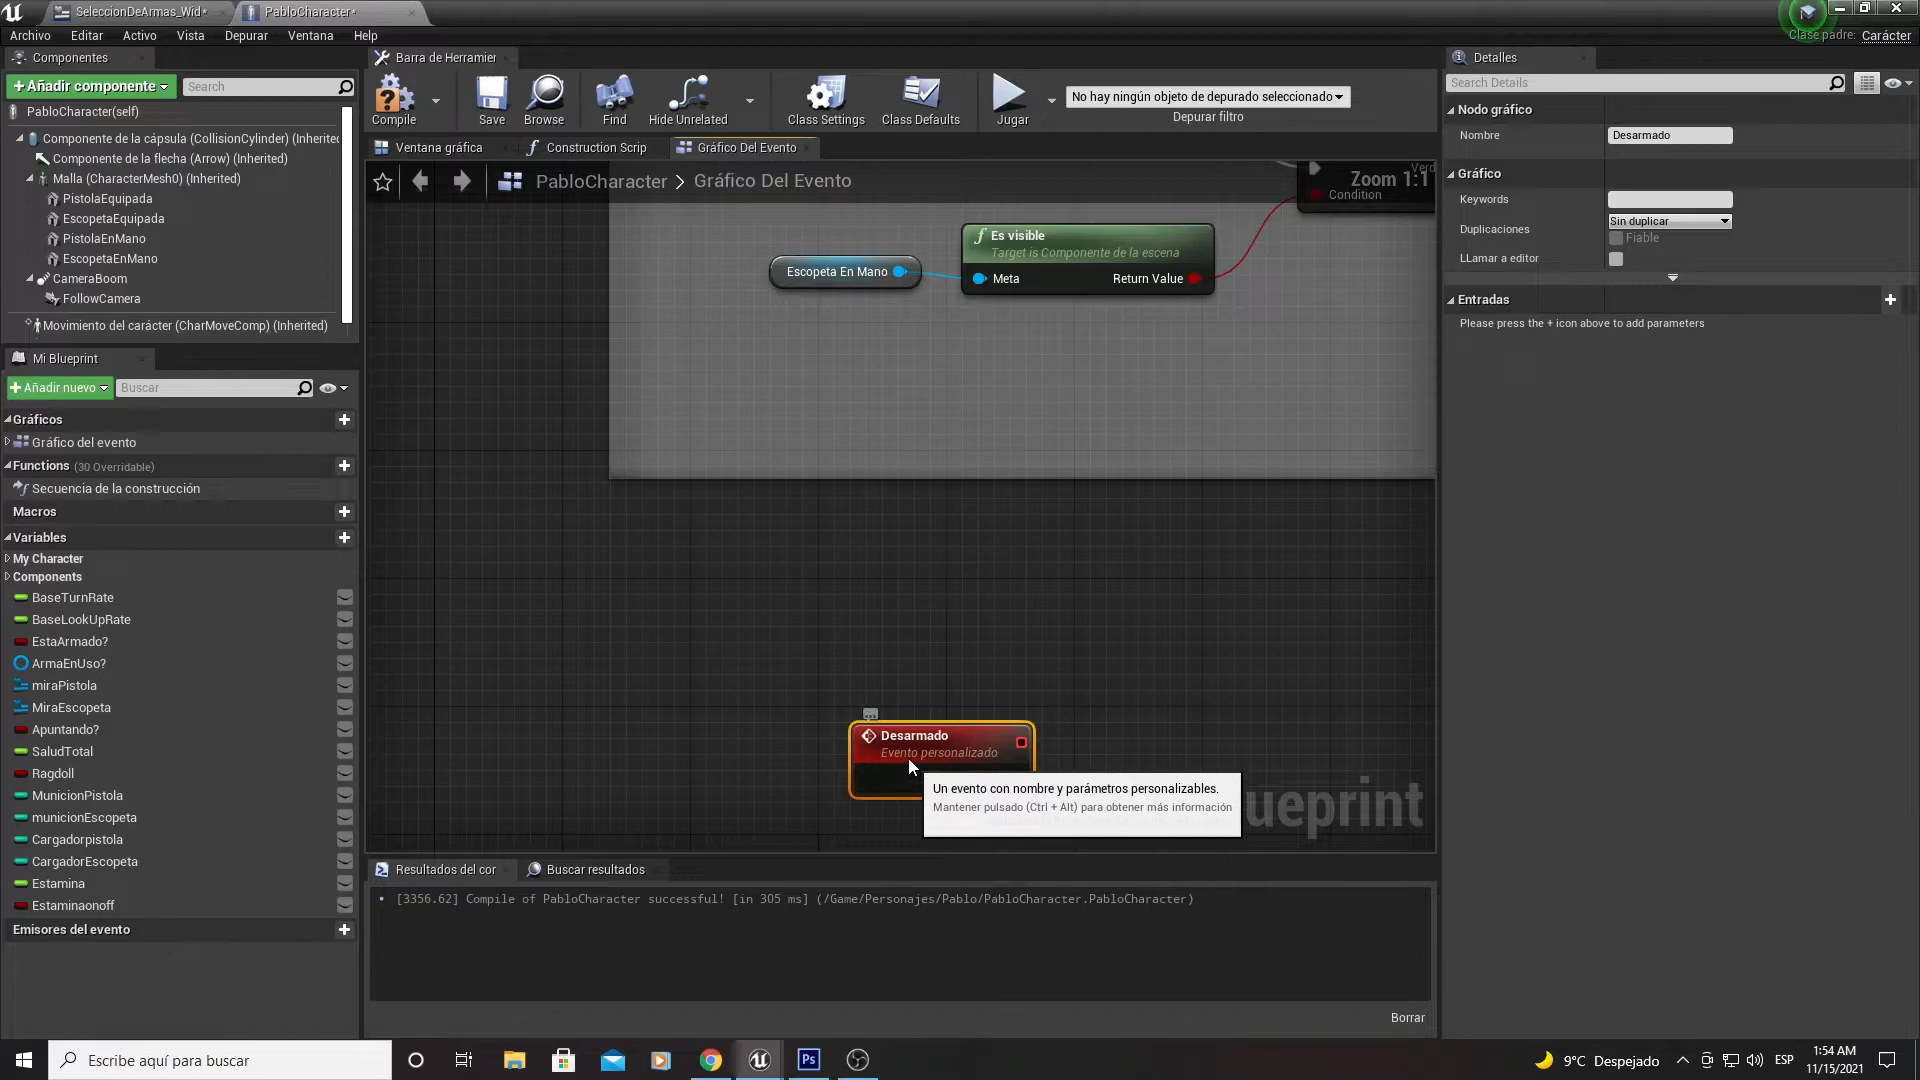 SeleccionDeArmas_Wid*
PabloCharacter*
Archivo Editar Activo Vista Depurar Ventana Help
Clase padre: Carácter
Componentes
Añadir componente
Search
PabloCharacter(self)
Componente de la cápsula (CollisionCylinder) (Inherited
Componente de la flecha (Arrow) (Inherited)
Malla (CharacterMesh0) (Inherited)
PistolaEquipada
EscopetaEquipada
PistolaEnMano
EscopetaEnMano
CameraBoom
FollowCamera
Movimiento del carácter (CharMoveComp) (Inherited)
Mi Blueprint
Añadir nuevo
Buscar
Gráficos
Gráfico del evento
Functions (30 Overridable)
Secuencia de la construcción
Macros
Variables
My Character
Components
BaseTurnRate
BaseLookUpRate
EstaArmado?
ArmaEnUso?
miraPistola
MiraEscopeta
Apuntando?
SaludTotal
Ragdoll
MunicionPistola
municionEscopeta
Cargadorpistola
CargadorEscopeta
Estamina
Estaminaonoff
Emisores del evento
Barra de Herramier
Compile
Save
Browse
Find
Hide Unrelated
Class Settings
Class Defaults
Jugar
No hay ningún objeto de depurado seleccionado
Depurar filtro
Ventana gráfica
Construction Scrip
Gráfico Del Evento
PabloCharacter > Gráfico Del Evento
Zoom 1:1
Verd
Condition
Es visible
Target is Componente de la escena
Escopeta En Mano
Meta
Return Value
Desarmado
Evento personalizado
Un evento con nombre y parámetros personalizables.
Mantener pulsado (Ctrl + Alt) para obtener más información
ueprint
Resultados del cor
Buscar resultados
[3356.62] Compile of PabloCharacter successful! [in 305 ms] (/Game/Personajes/Pablo/PabloCharacter.PabloCharacter)
Borrar
Detalles
Search Details
Nodo gráfico
Nombre
Desarmado
Gráfico
Keywords
Duplicaciones
Sin duplicar
Fiable
LLamar a editor
Entradas
Please press the + icon above to add parameters
Escribe aquí para buscar
Ps
9°C Despejado
ESP
1:54 AM
11/15/2021